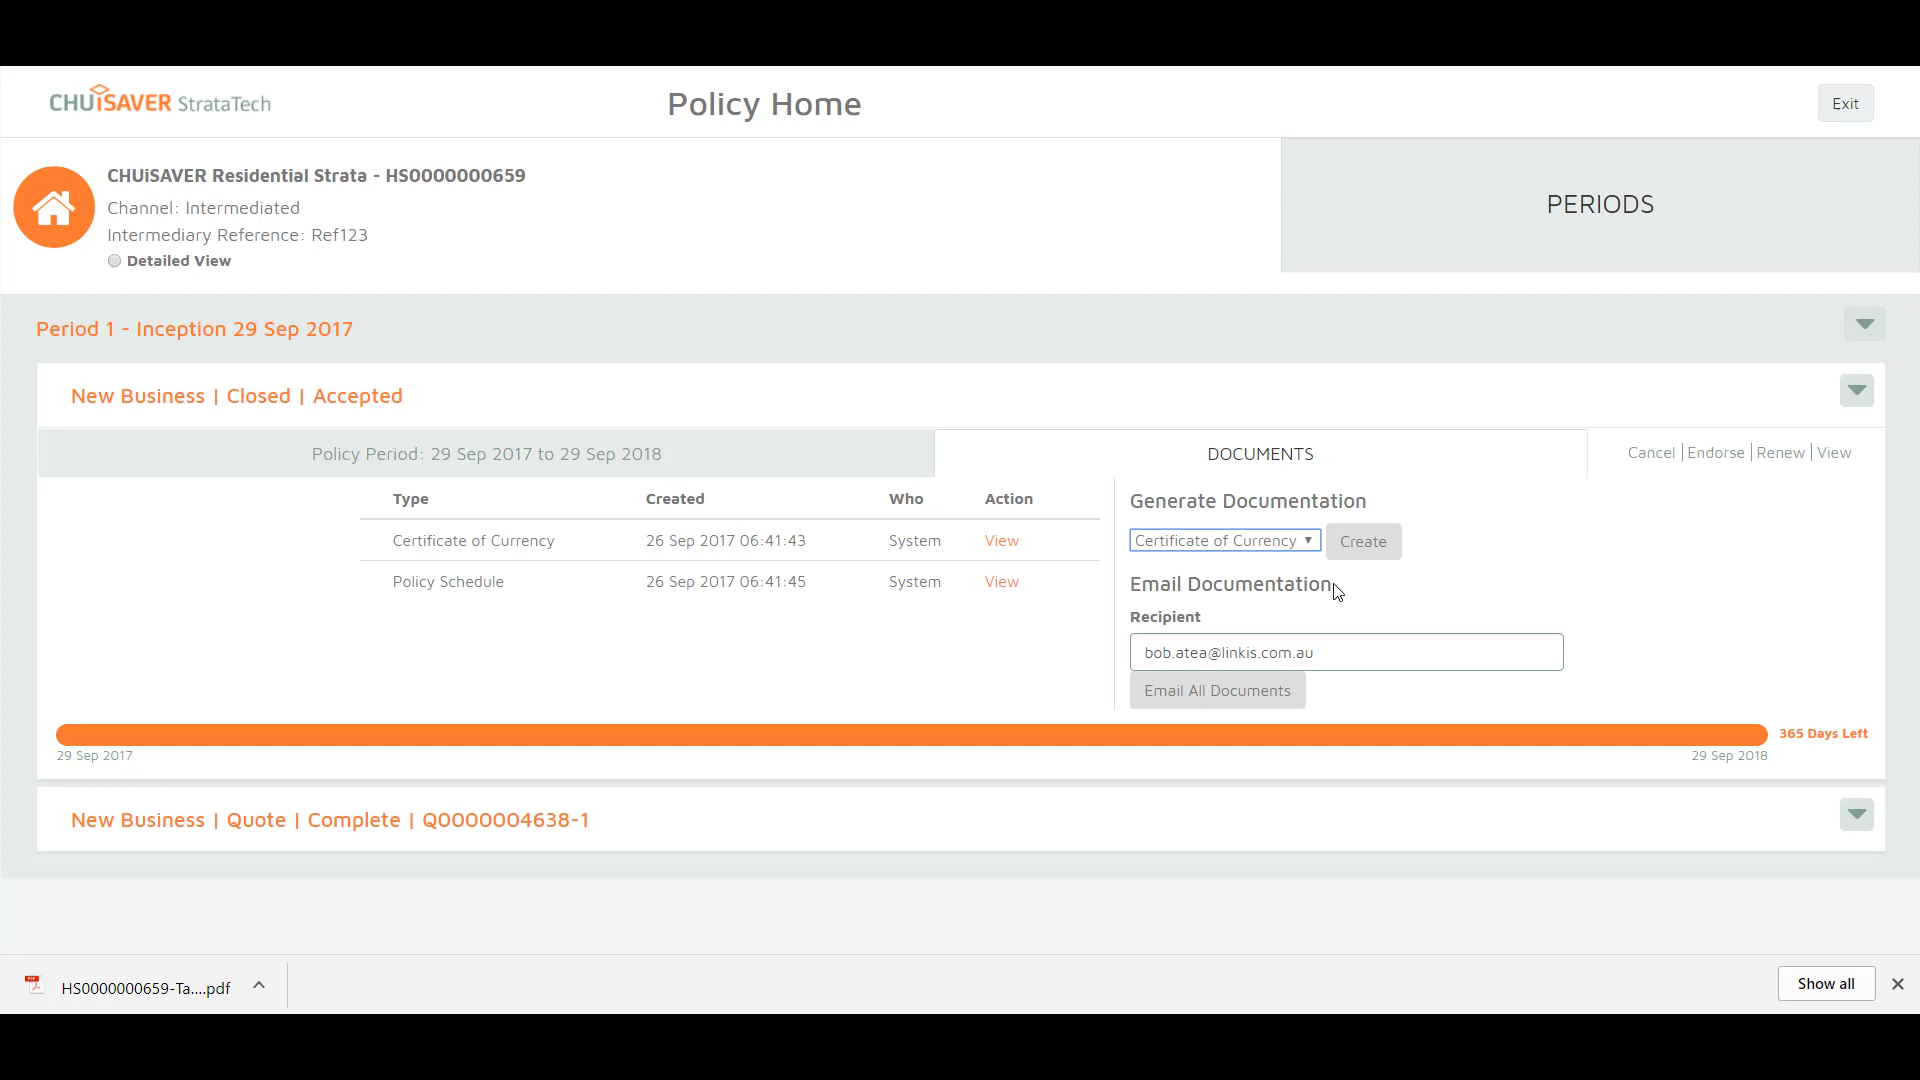 CHUiSAVER StrataTech
Policy Home
Exit
CHUiSAVER Residential Strata - HS0000000659
Channel: Intermediated
Intermediary Reference: Ref123
Detailed View
PERIODS
Period 1 - Inception 29 Sep 2017
New Business | Closed | Accepted
Policy Period: 29 Sep 2017 to 29 Sep 2018
DOCUMENTS
Cancel | Endorse | Renew | View
Type Created Who Action
Certificate of Currency 26 Sep 2017 06:41:43 System View
Policy Schedule 26 Sep 2017 06:41:45 System View
Generate Documentation
Certificate of Currency Create
Email Documentation
Recipient
bob.atea@linkis.com.au
Email All Documents
365 Days Left
29 Sep 2017 29 Sep 2018
New Business | Quote | Complete | Q0000004638-1
HS0000000659-Ta....pdf
Show all